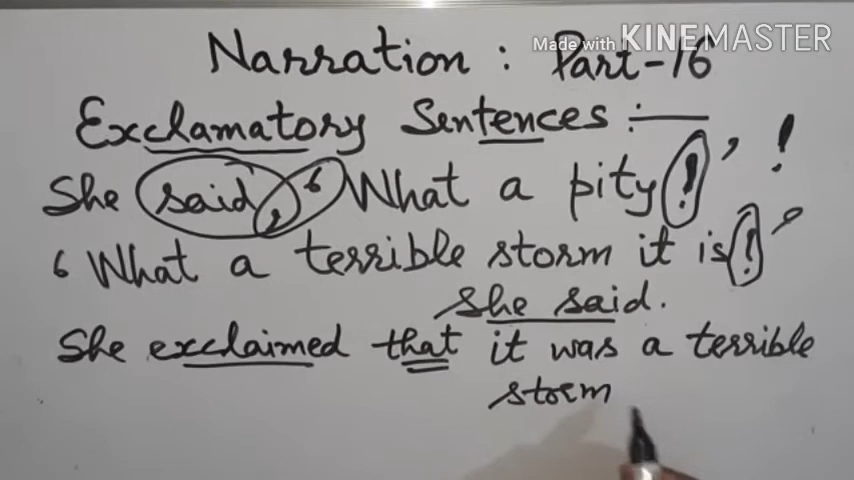 Made with KINEMASTER
Narration : Part-16
Exclamatory Sentences :—
She said, ‘What a pity!’ !
‘What a terrible storm it is!’
she said.
She exclaimed that it was a terrible
storm